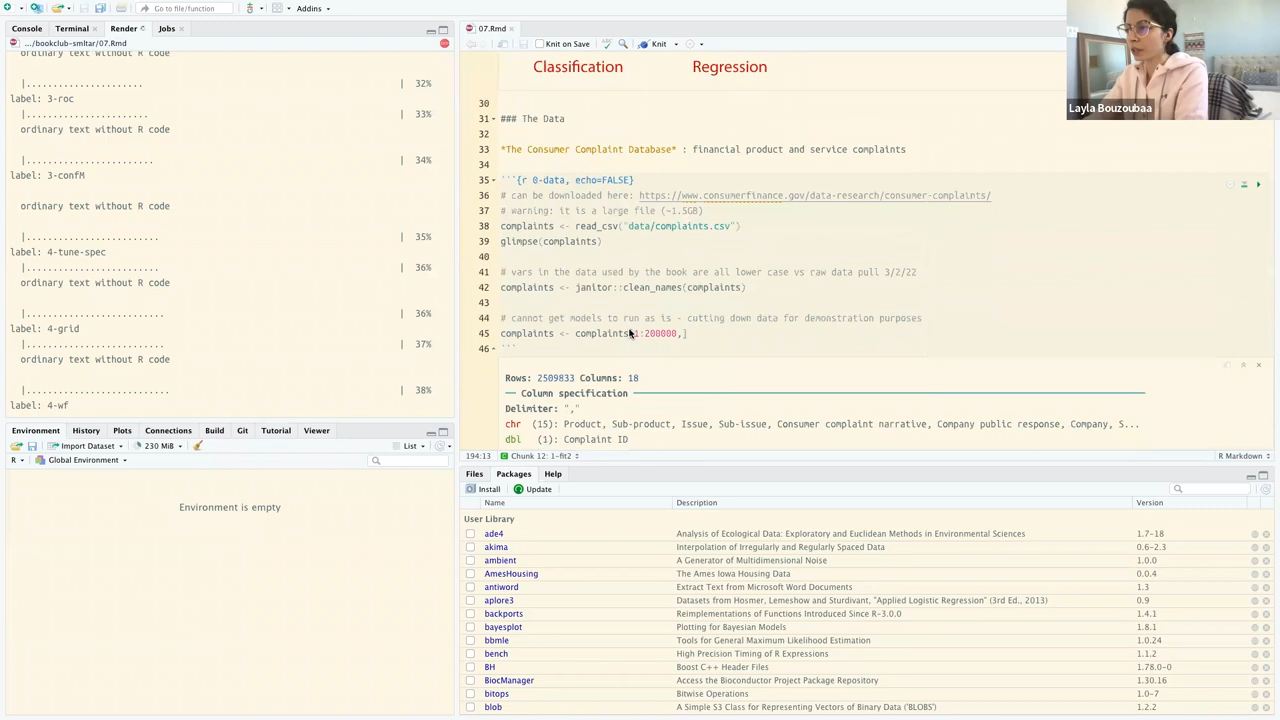 Go to file/function
Addins
Console
Terminal
Render
Jobs
.../bookclub-smltar/07.Rmd
ordinary text without R code
|...................... | 32%
label: 3-roc
|....................... | 33%
ordinary text without R code
|........................ | 34%
label: 3-confM
ordinary text without R code
|......................... | 35%
label: 4-tune-spec
|......................... | 36%
ordinary text without R code
|.......................... | 36%
label: 4-grid
|.......................... | 37%
ordinary text without R code
|........................... | 38%
label: 4-wf
Environment
History
Plots
Connections
Build
Git
Tutorial
Viewer
Import Dataset
230 MiB
List
R
Global Environment
Environment is empty
07.Rmd
Knit on Save
Knit
Classification
Regression
30
31 ### The Data
32
33 *The Consumer Complaint Database* : financial product and service complaints
34
35 ```{r 0-data, echo=FALSE}
36 # can be downloaded here: https://www.consumerfinance.gov/data-research/consumer-complaints/
37 # warning: it is a large file (~1.5GB)
38 complaints <- read_csv("data/complaints.csv")
39 glimpse(complaints)
40
41 # vars in the data used by the book are all lower case vs raw data pull 3/2/22
42 complaints <- janitor::clean_names(complaints)
43
44 # cannot get models to run as is - cutting down data for demonstration purposes
45 complaints <- complaints[1:200000,]
46 ```
Rows: 2509833 Columns: 18
Column specification
Delimiter: ","
chr (15): Product, Sub-product, Issue, Sub-issue, Consumer complaint narrative, Company public response, Company, S...
dbl (1): Complaint ID
194:13
Chunk 12: 1-fit2
R Markdown
Layla Bouzoubaa
Files
Packages
Help
Install
Update
Name Description Version
User Library
ade4 Analysis of Ecological Data: Exploratory and Euclidean Methods in Environmental Sciences 1.7-18
akima Interpolation of Irregularly and Regularly Spaced Data 0.6-2.3
ambient A Generator of Multidimensional Noise 1.0.0
AmesHousing The Ames Iowa Housing Data 0.0.4
antiword Extract Text from Microsoft Word Documents 1.3
aplore3 Datasets from Hosmer, Lemeshow and Sturdivant, "Applied Logistic Regression" (3rd Ed., 2013) 0.9
backports Reimplementations of Functions Introduced Since R-3.0.0 1.4.1
bayesplot Plotting for Bayesian Models 1.8.1
bbmle Tools for General Maximum Likelihood Estimation 1.0.24
bench High Precision Timing of R Expressions 1.1.2
BH Boost C++ Header Files 1.78.0-0
BiocManager Access the Bioconductor Project Package Repository 1.30.16
bitops Bitwise Operations 1.0-7
blob A Simple S3 Class for Representing Vectors of Binary Data ('BLOBS') 1.2.2